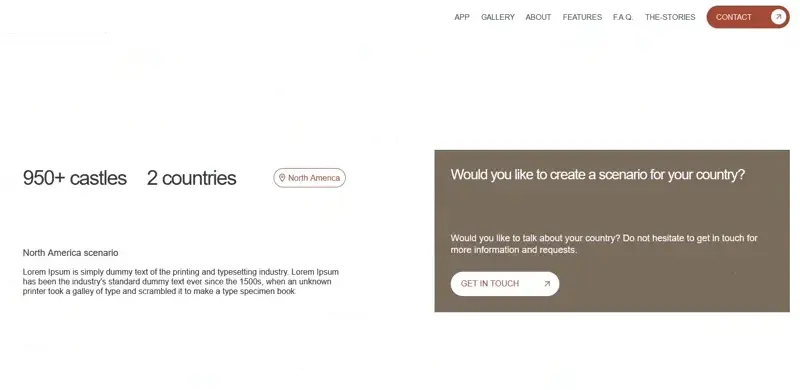 APP GALLERY ABOUT FEATURES F.A.Q. THE-STORIES CONTACT
950+ castles 2 countries North America
North America scenario
Lorem Ipsum is simply dummy text of the printing and typesetting industry. Lorem Ipsum
has been the industry's standard dummy text ever since the 1500s, when an unknown
printer took a galley of type and scrambled it to make a type specimen book.
Would you like to create a scenario for your country?
Would you like to talk about your country? Do not hesitate to get in touch for
more information and requests.
GET IN TOUCH